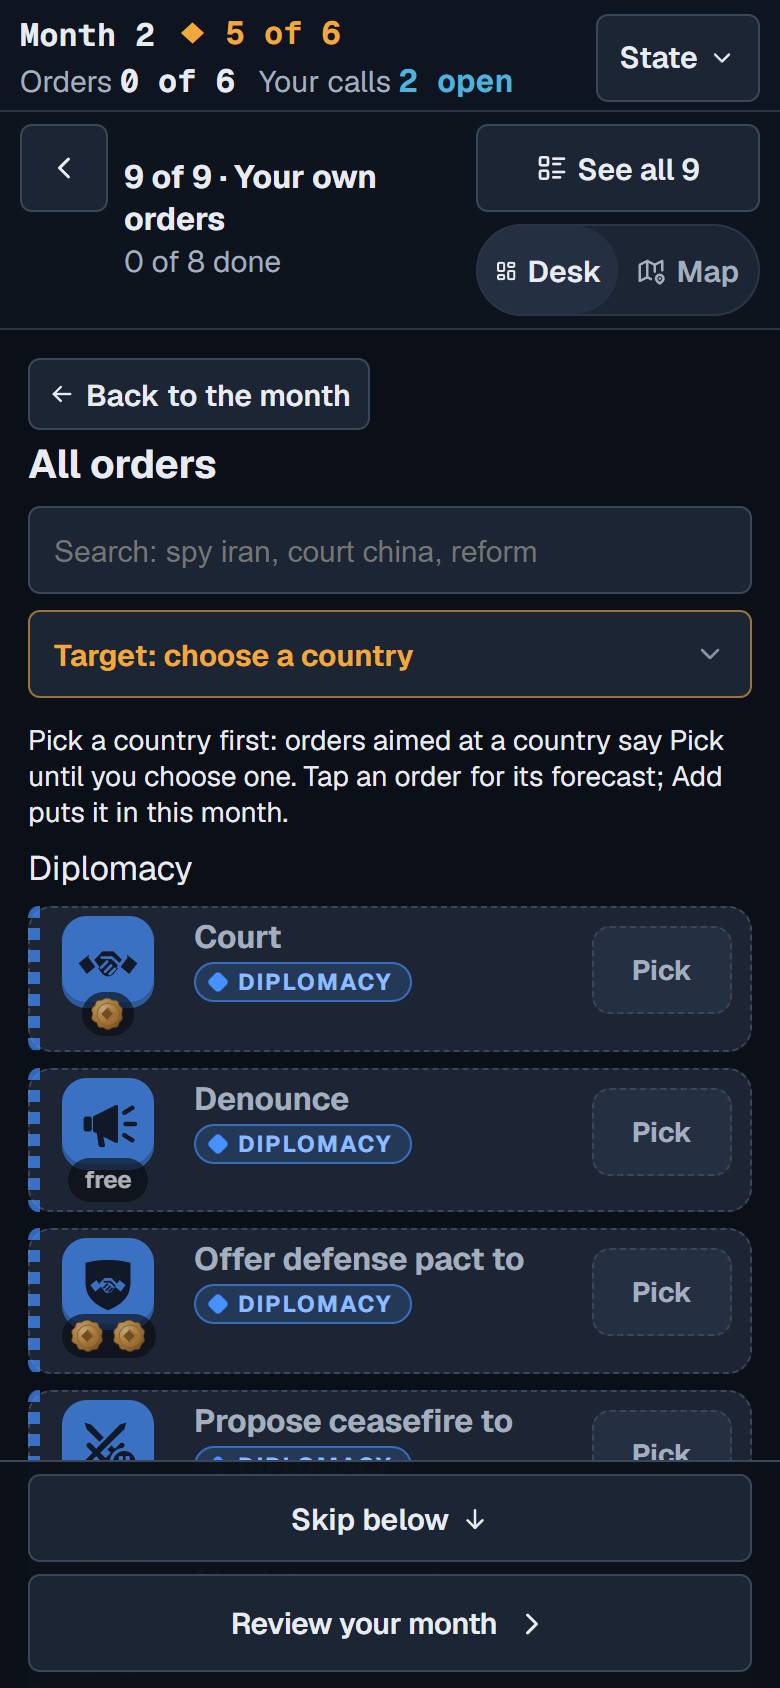 Month 2 ◆ 5 of 6
Orders 0 of 6 Your calls 2 open
State
9 of 9 · Your own
orders
0 of 8 done
See all 9
Desk
Map
← Back to the month
All orders
Search: spy iran, court china, reform
Target: choose a country
Pick a country first: orders aimed at a country say Pick
until you choose one. Tap an order for its forecast; Add
puts it in this month.
Diplomacy
Court
DIPLOMACY
Pick
Denounce
DIPLOMACY
free
Pick
Offer defense pact to
DIPLOMACY
Pick
Propose ceasefire to
DIPLOMACY
Pick
Skip below ↓
Review your month